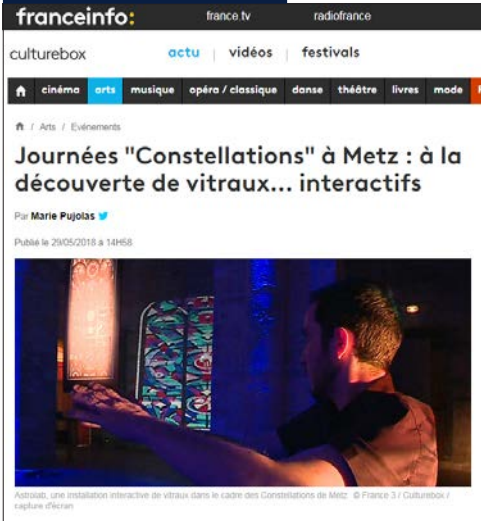 franceinfo: france.tv radiofrance
culturebox actu vidéos festivals
cinéma arts musique opéra / classique danse théâtre livres mode
/ Arts / Evénements
Journées "Constellations" à Metz : à la
découverte de vitraux... interactifs
Par Marie Pujolas
Publié le 29/05/2018 à 14H58
Astrolab, une installation interactive de vitraux dans le cadre des Constellations de Metz © France 3 / Culturebox /
capture d'écran